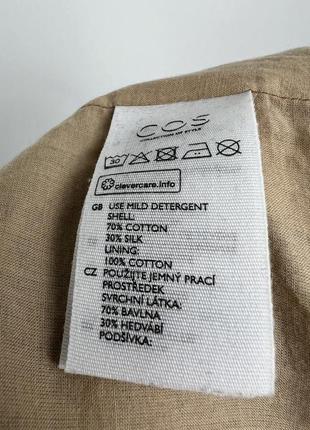 COS
COLLECTION OF STYLE
30
clevercare.info
GB USE MILD DETERGENT
SHELL:
70% COTTON
30% SILK
LINING:
100% COTTON
CZ POUŽIJTE JEMNÝ PRACÍ
PROSTŘEDEK
SVRCHNÍ LÁTKA:
70% BAVLNA
30% HEDVÁBÍ
PODŠÍVKA: